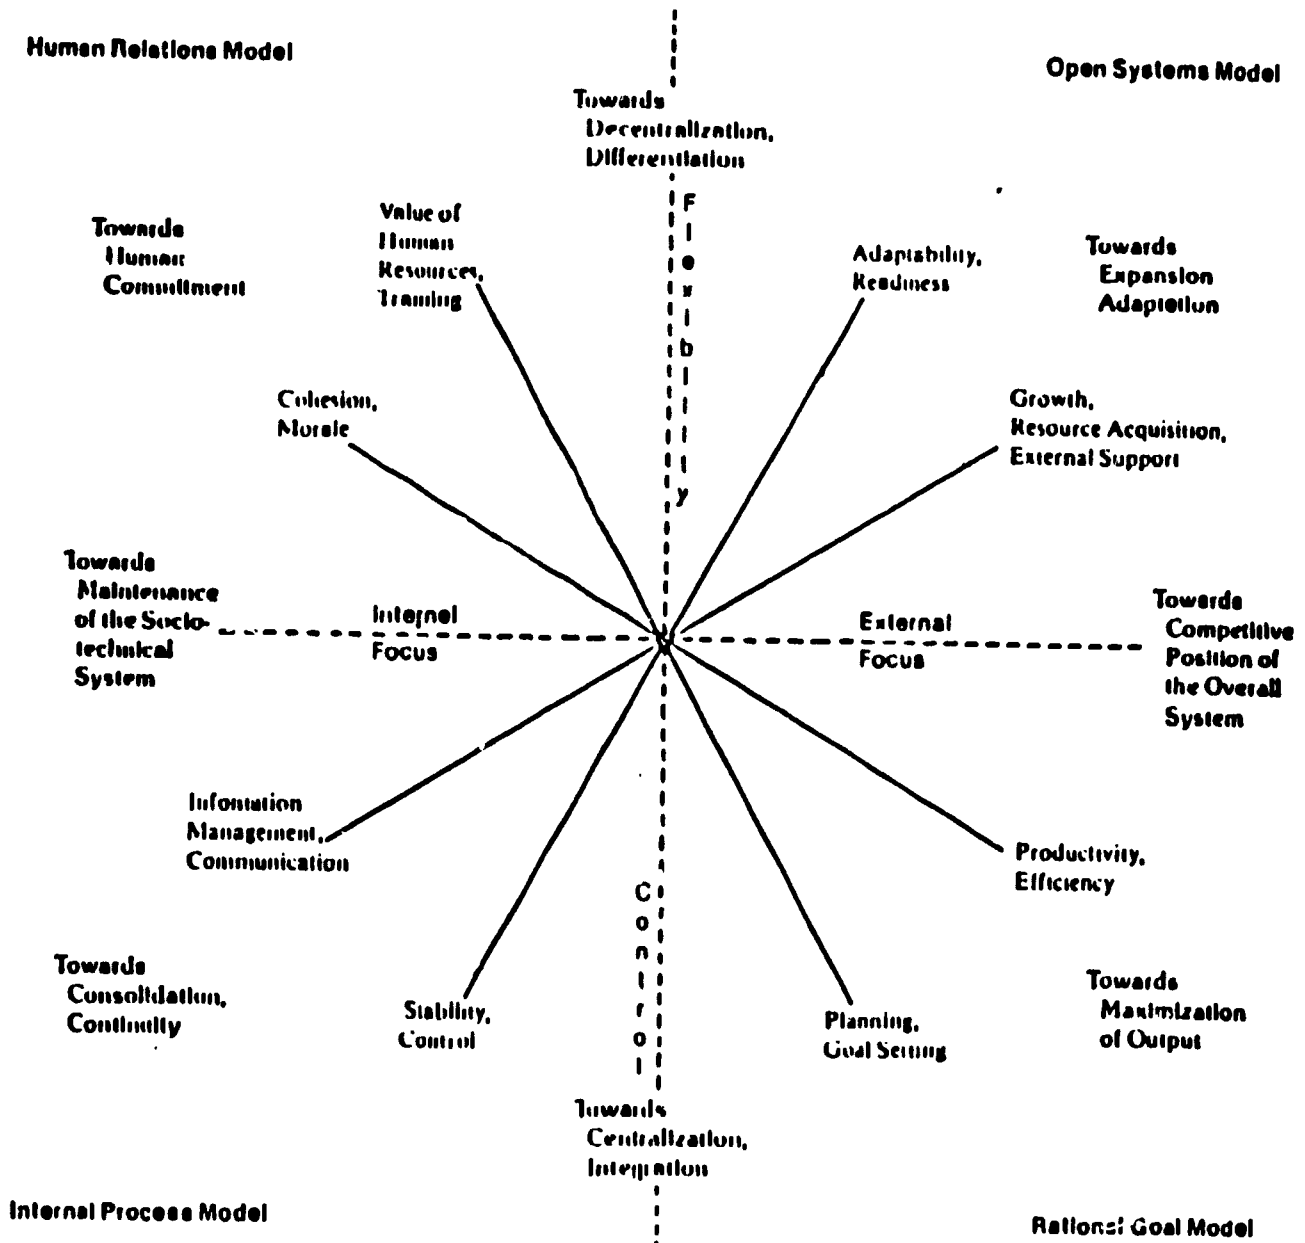 Human Relations Model
Open Systems Model
Towards
Decentralization,
Differentiation
Flexiblity
Towards
Human
Commitment
Value of
Human
Resources,
Training
Adaptability,
Readiness
Towards
Expansion
Adaptation
Cohesion,
Morale
Growth,
Resource Acquisition,
External Support
Towards
Maintenance
of the Socio-
technical
System
Internal
Focus
External
Focus
Towards
Competitive
Position of
the Overall
System
Information
Management,
Communication
Productivity,
Efficiency
Control
Towards
Consolidation,
Continuity
Stability,
Control
Planning,
Goal Setting
Towards
Maximization
of Output
Towards
Centralization,
Integration
Internal Process Model
Rational Goal Model